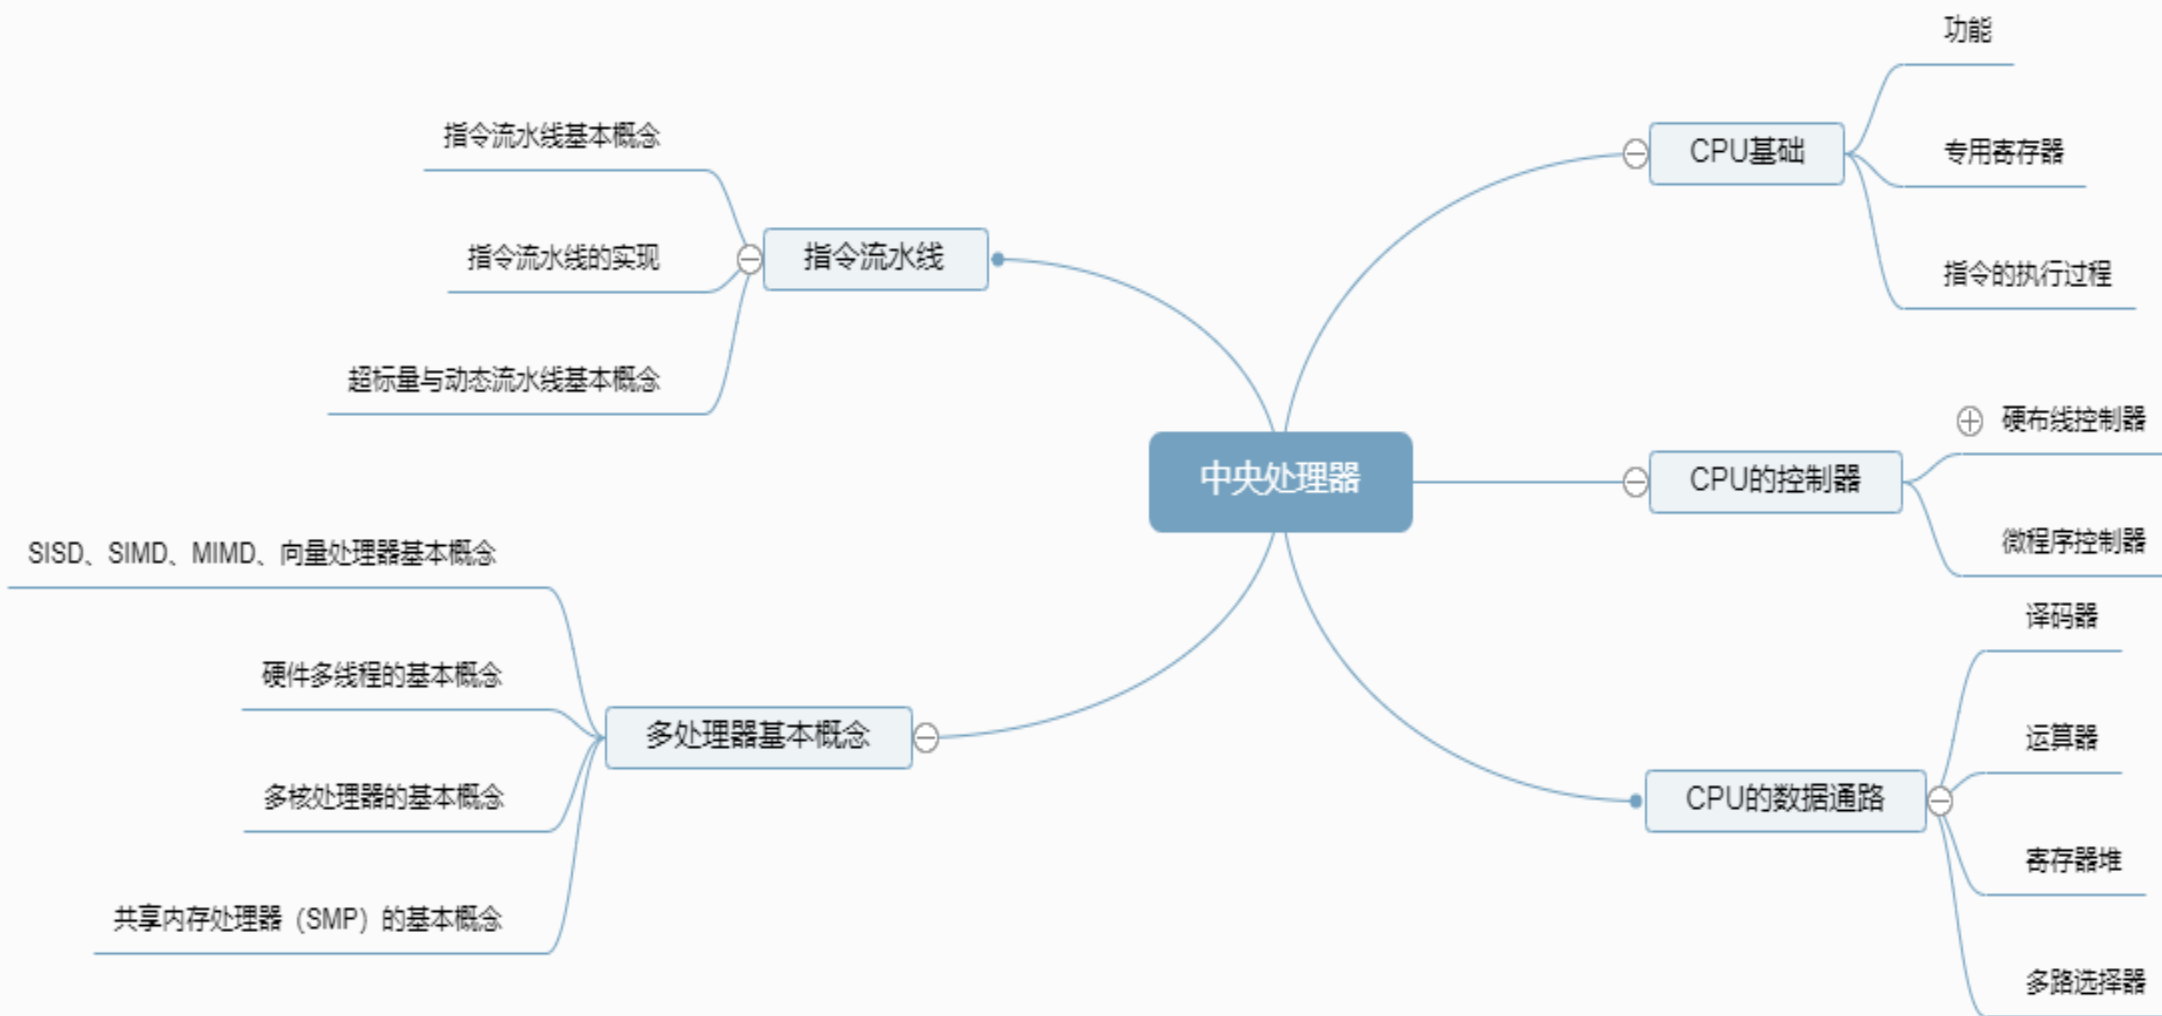 中央处理器
CPU基础
功能
专用寄存器
指令的执行过程
CPU的控制器
硬布线控制器
微程序控制器
CPU的数据通路
译码器
运算器
寄存器堆
多路选择器
指令流水线
指令流水线基本概念
指令流水线的实现
超标量与动态流水线基本概念
多处理器基本概念
SISD、SIMD、MIMD、向量处理器基本概念
硬件多线程的基本概念
多核处理器的基本概念
共享内存处理器（SMP）的基本概念